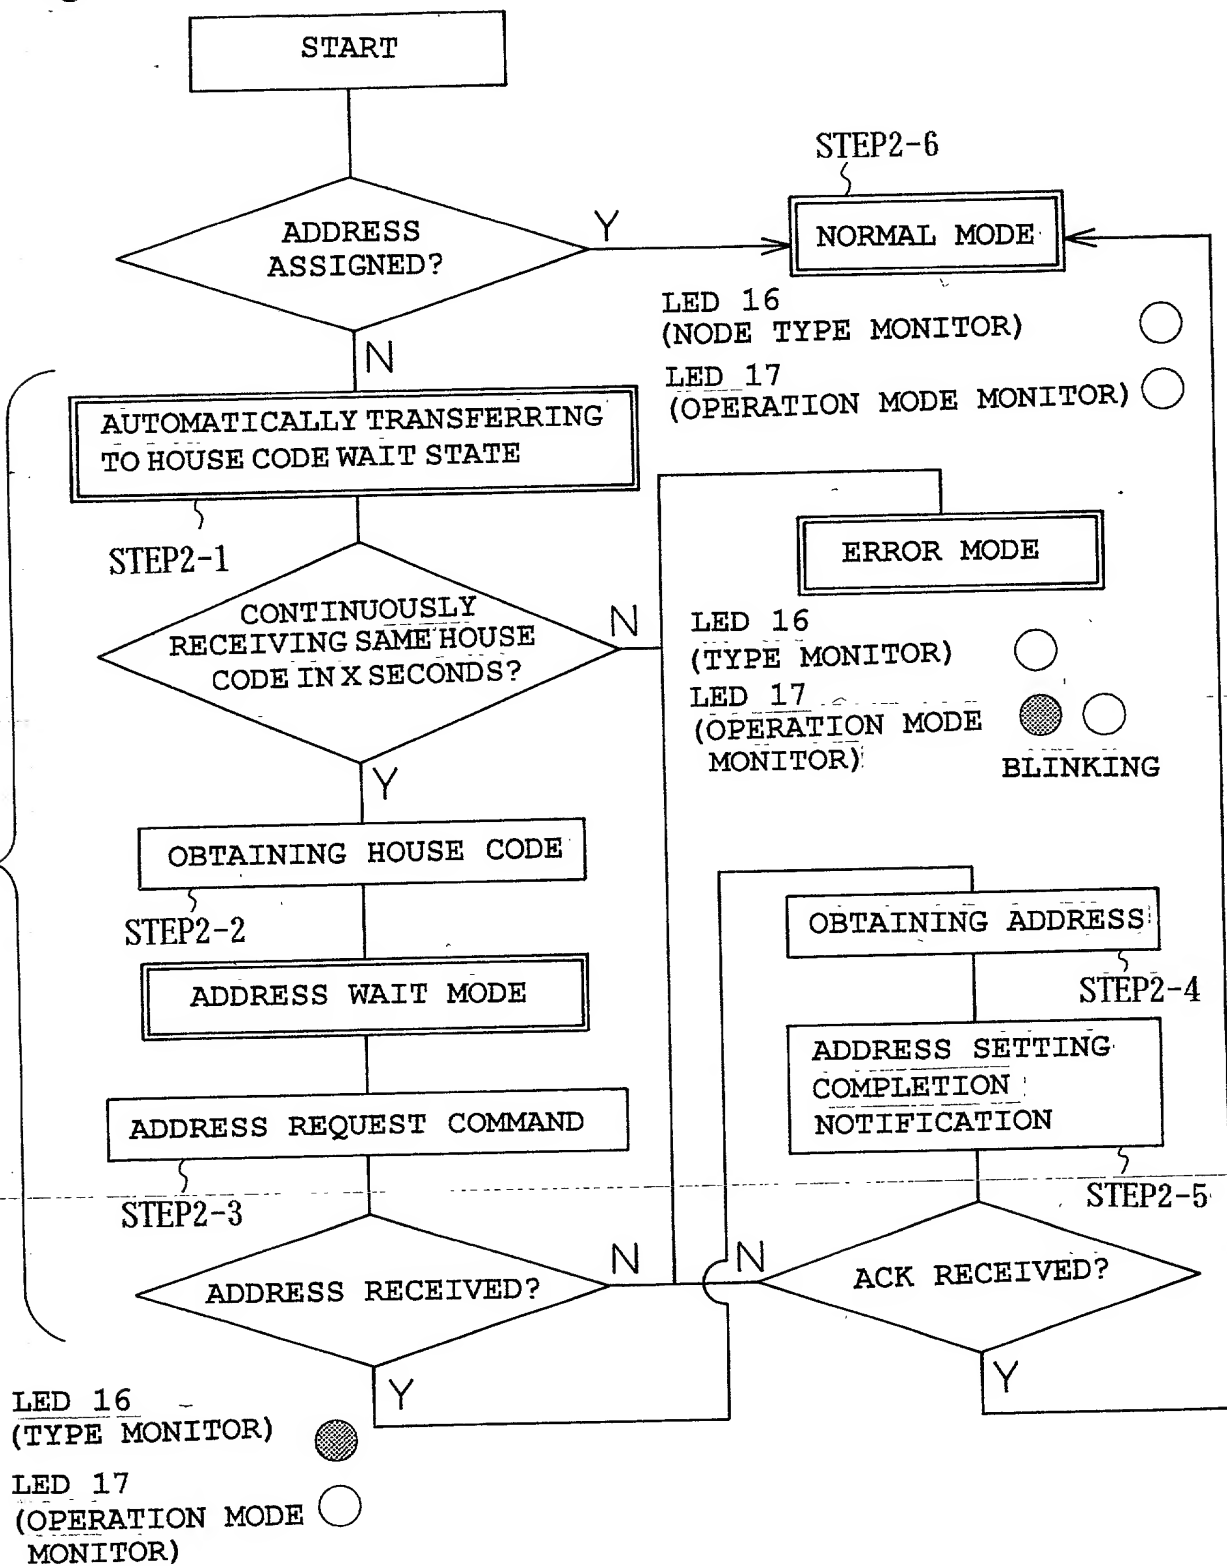 START
STEP2-6
ADDRESS
ASSIGNED?
Y
NORMAL MODE
LED 16
(NODE TYPE MONITOR)
N
LED 17
(OPERATION MODE MONITOR)
AUTOMATICALLY TRANSFERRING
TO HOUSE CODE WAIT STATE
STEP2-1
ERROR MODE
CONTINUOUSLY
RECEIVING SAME HOUSE
CODE IN X SECONDS?
N
LED 16
(TYPE MONITOR)
LED 17
(OPERATION MODE
MONITOR)
BLINKING
Y
OBTAINING HOUSE CODE
STEP2-2
OBTAINING ADDRESS
STEP2-4
ADDRESS WAIT MODE
ADDRESS SETTING
COMPLETION
NOTIFICATION
STEP2-5
ADDRESS REQUEST COMMAND
STEP2-3
ADDRESS RECEIVED?
N
N
ACK RECEIVED?
Y
Y
LED 16
(TYPE MONITOR)
LED 17
(OPERATION MODE
MONITOR)